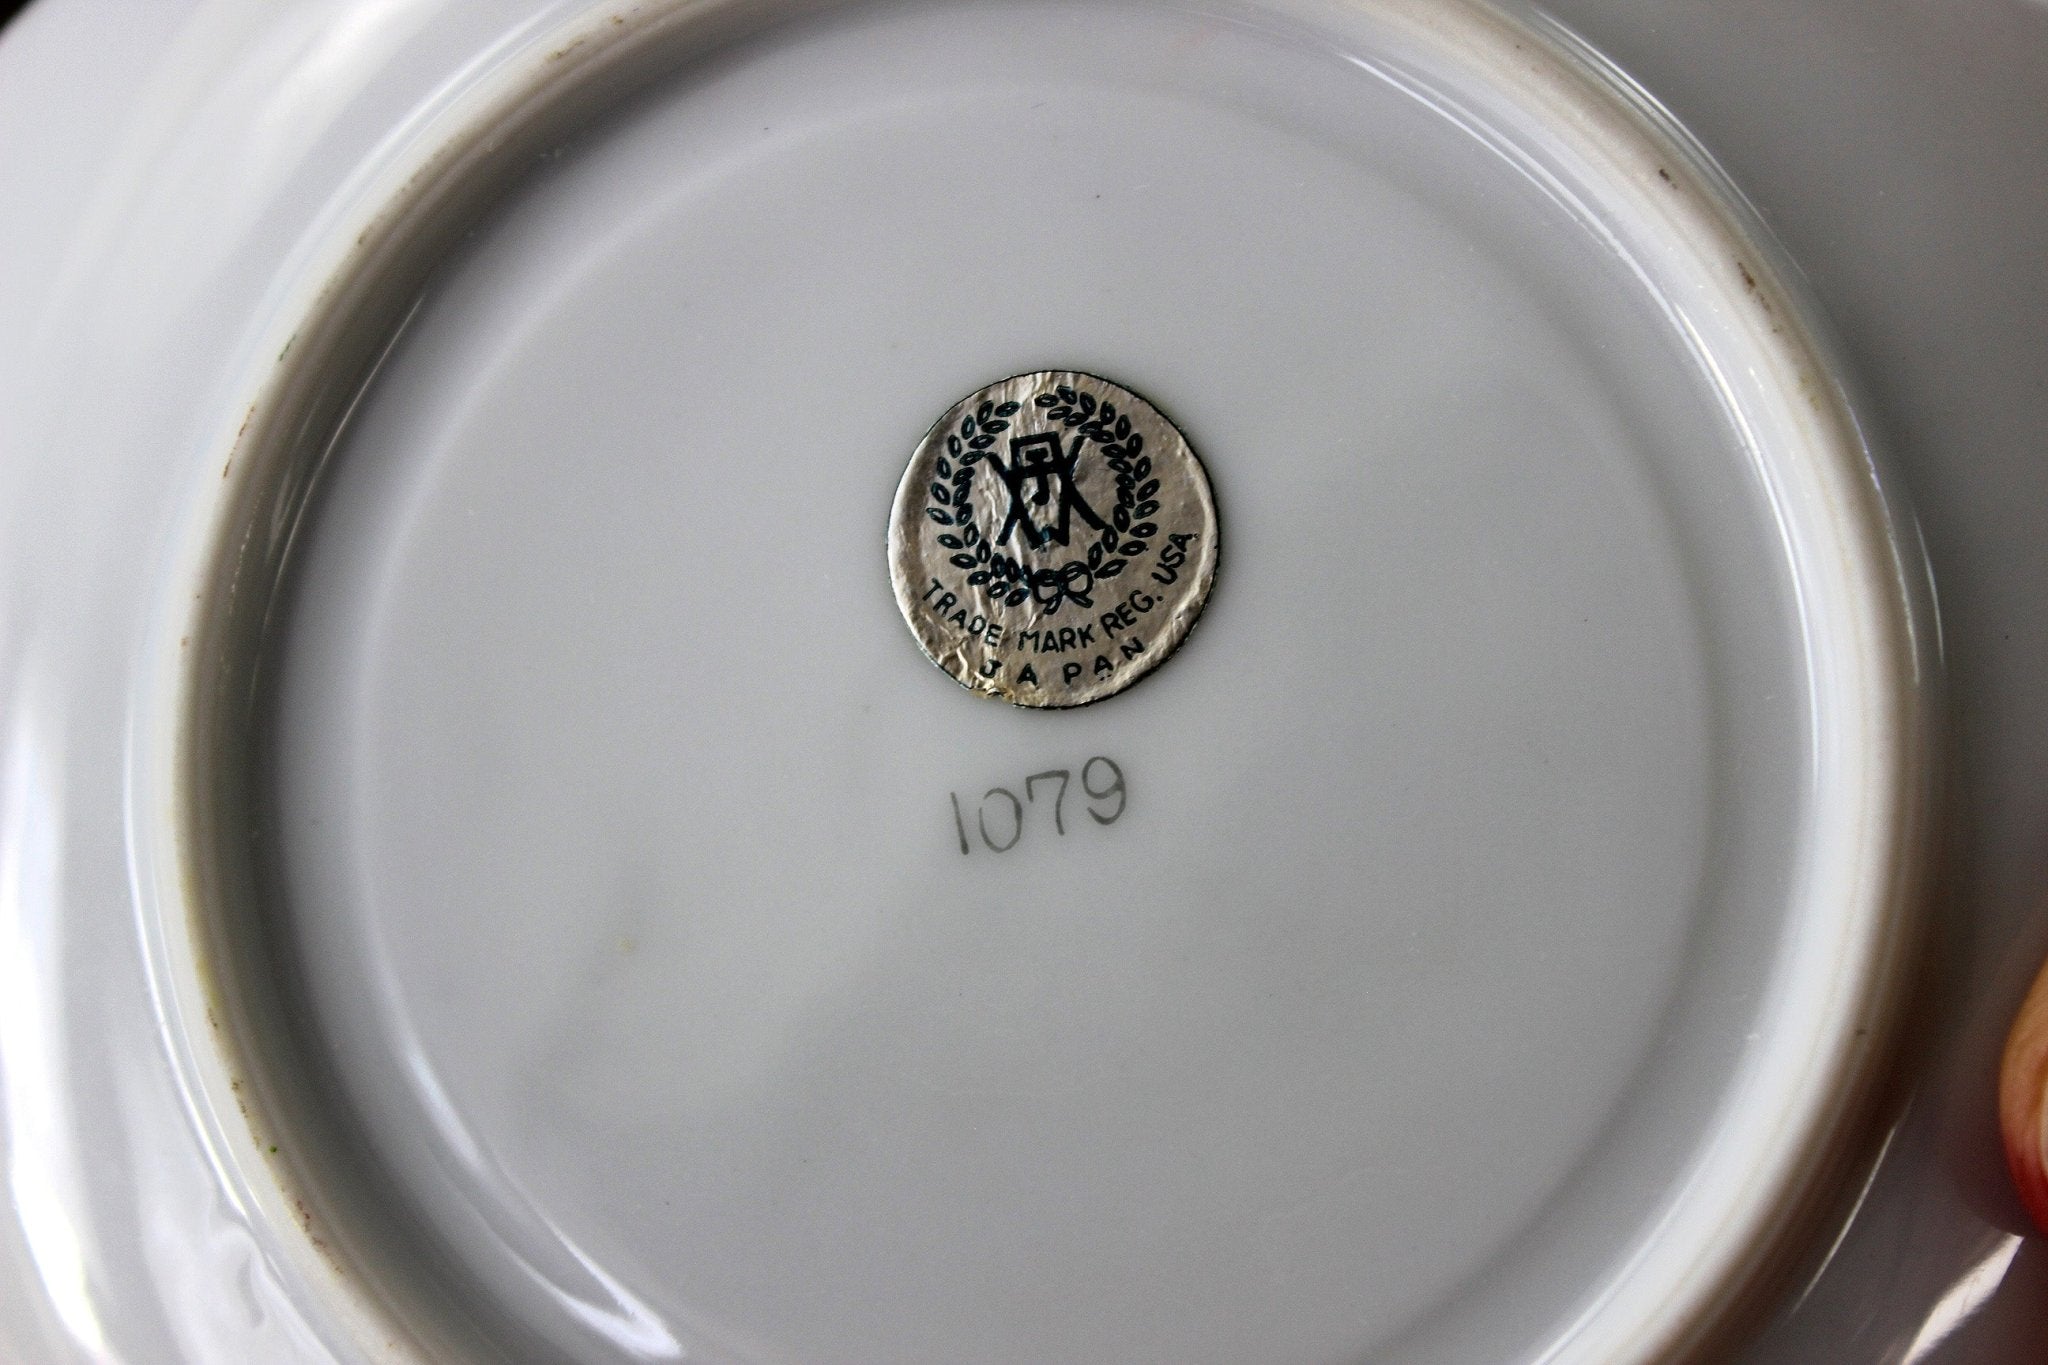 TRADE MARK REG. USA
JAPAN
1079